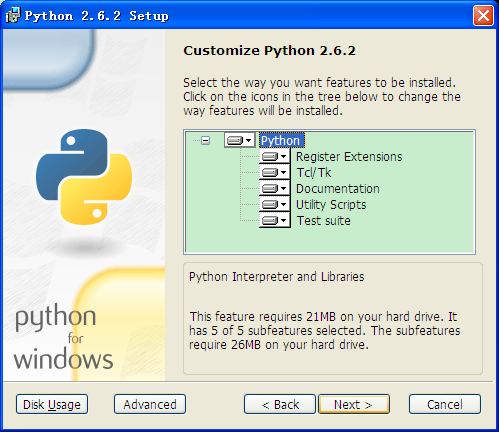 Python 2.6.2 Setup
Customize Python 2.6.2
Select the way you want features to be installed.
Click on the icons in the tree below to change the
way features will be installed.
Python
Register Extensions
Tcl/Tk
Documentation
Utility Scripts
Test suite
Python Interpreter and Libraries
This feature requires 21MB on your hard drive. It
has 5 of 5 subfeatures selected. The subfeatures
require 26MB on your hard drive.
python
for
windows
Disk Usage
Advanced
< Back
Next >
Cancel